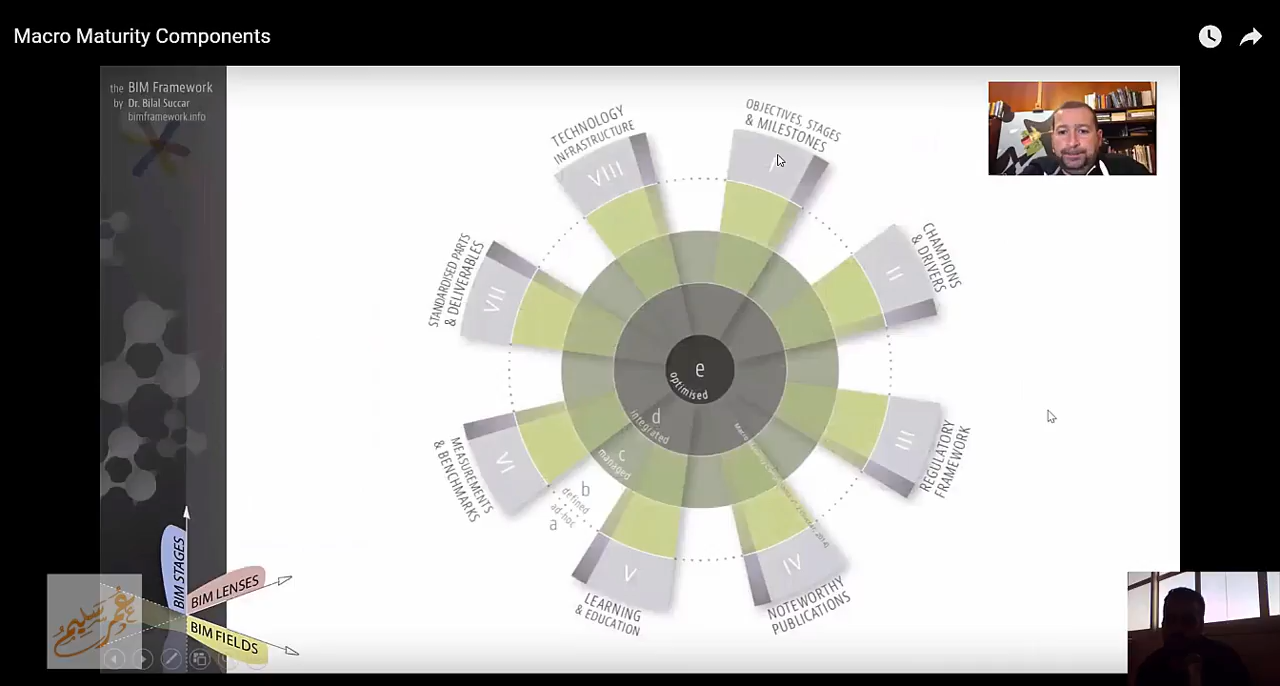 Macro Maturity Components
the BIM Framework
by Dr. Bilal Succar
bimframework.info
TECHNOLOGY
INFRASTRUCTURE
VIII
OBJECTIVES, STAGES
& MILESTONES
I
CHAMPIONS
& DRIVERS
II
STANDARDISED PARTS
& DELIVERABLES
VII
e
optimised
d
integrated
c
managed
b
defined
ad-hoc
a
REGULATORY
FRAMEWORK
III
MEASUREMENTS
& BENCHMARKS
VI
V
LEARNING
& EDUCATION
IV
NOTEWORTHY
PUBLICATIONS
BIM STAGES
BIM LENSES
BIM FIELDS
عمر سليم